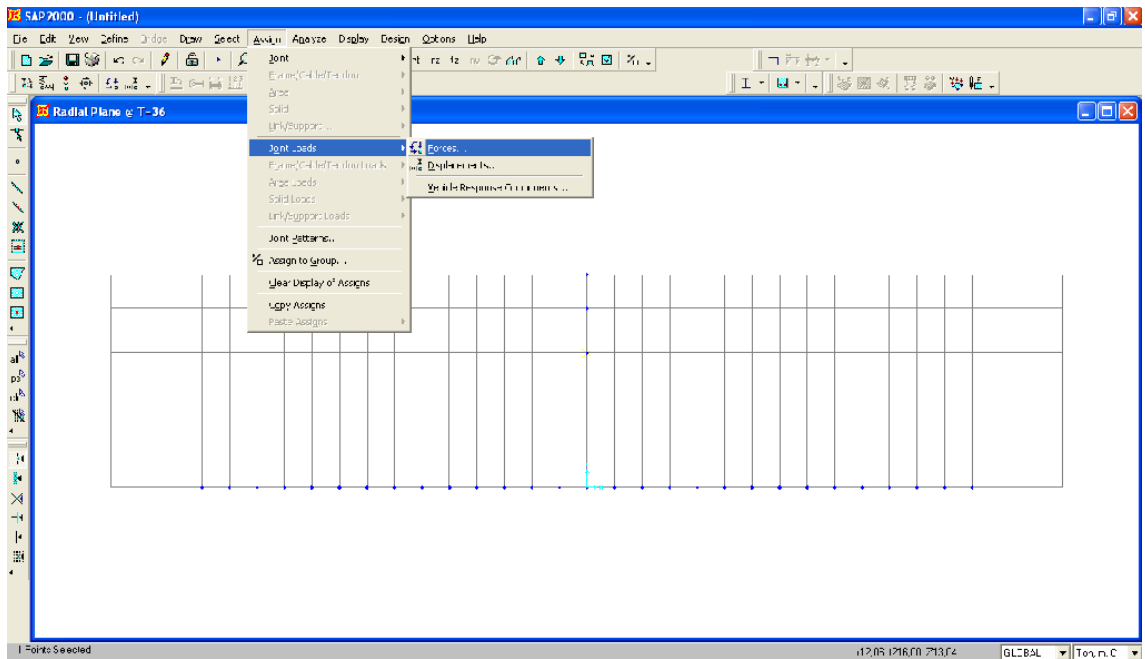 SAP2000 - (Untitled)
File Edit View Define Bridge Draw Select Assign Analyze Display Design Options Help
Joint
Frame/Cable/Tendon
Area
Solid
Link/Support ...
Joint Loads
Frame/Cable/Tendon Loads
Area Loads
Solid Loads
Link/Support Loads
Joint Patterns...
Assign to Group...
Clear Display of Assigns
Copy Assigns
Paste Assigns
Forces...
Displacements...
Vehicle Response Components ...
Radial Plane @ T-36
Points Selected
GLOBAL
Ton, m, C